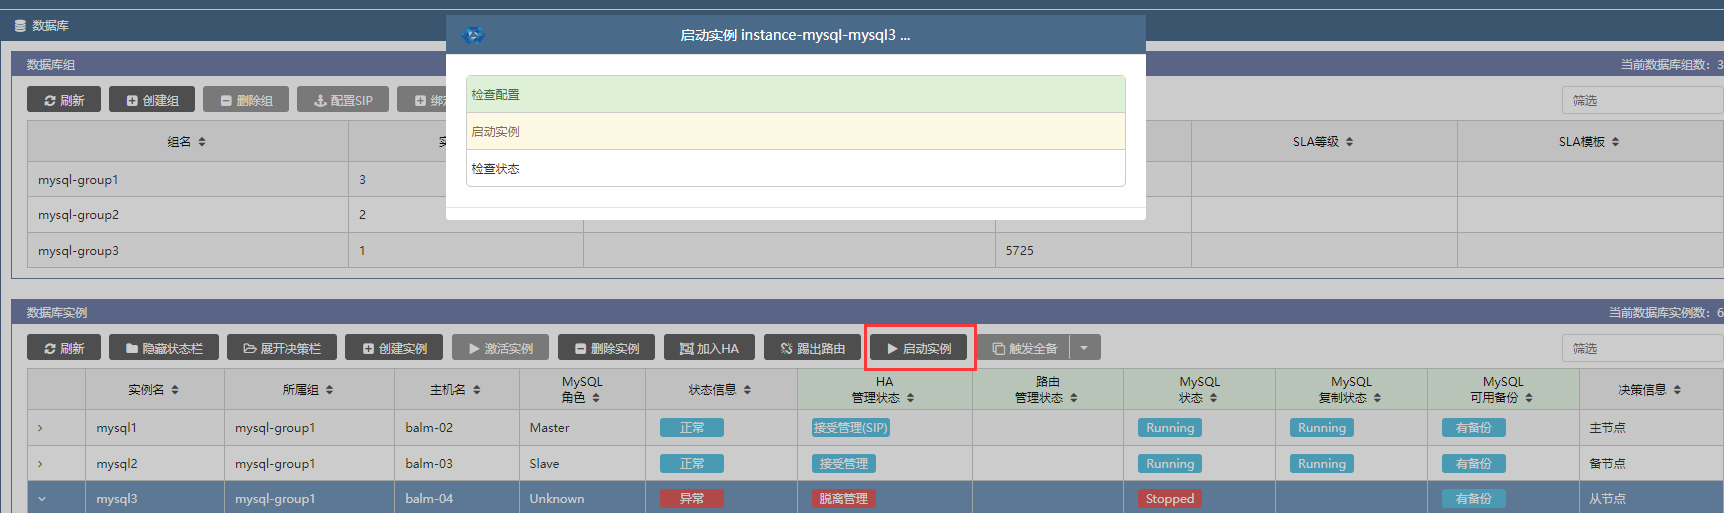 数据库
启动实例 instance-mysql-mysql3 ...
检查配置
启动实例
检查状态
数据库组 当前数据库组数：3
刷新 创建组 删除组 配置SIP 筛选
组名 SLA等级 SLA模板
mysql-group1 3
mysql-group2 2
mysql-group3 1 5725
数据库实例 当前数据库实例数：6
刷新 隐藏状态栏 展开决策栏 创建实例 激活实例 删除实例 加入HA 踢出路由 启动实例 触发全备 筛选
实例名 所属组 主机名 MySQL 角色 状态信息 HA 管理状态 路由 管理状态 MySQL 状态 MySQL 复制状态 MySQL 可用备份 决策信息
mysql1 mysql-group1 balm-02 Master 正常 接受管理(SIP) Running Running 有备份 主节点
mysql2 mysql-group1 balm-03 Slave 正常 接受管理 Running Running 有备份 备节点
mysql3 mysql-group1 balm-04 Unknown 异常 脱离管理 Stopped 有备份 从节点